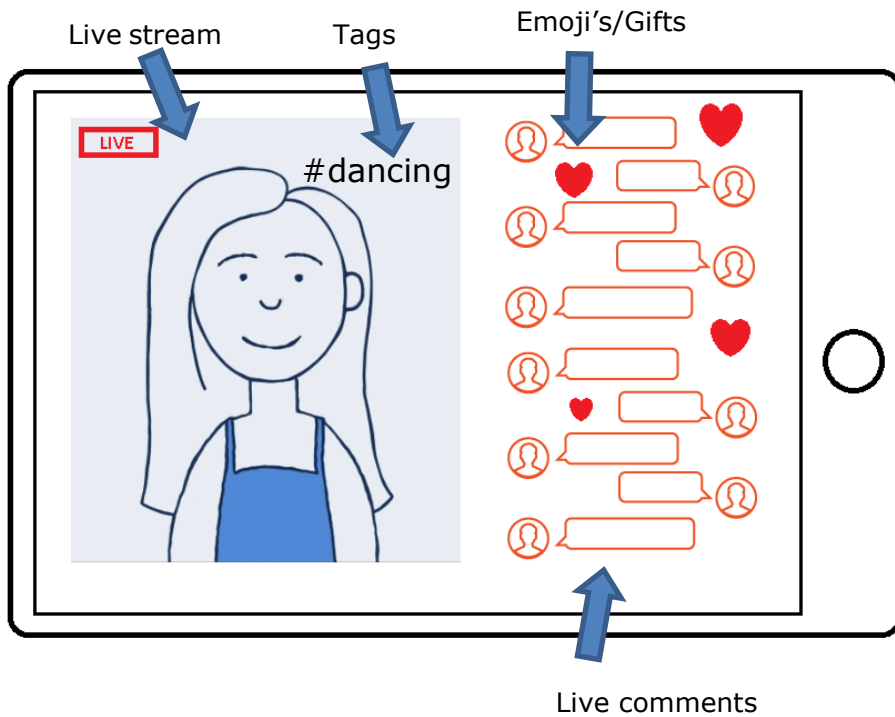 Live stream
Tags
Emoji's/Gifts
LIVE
#dancing
Live comments